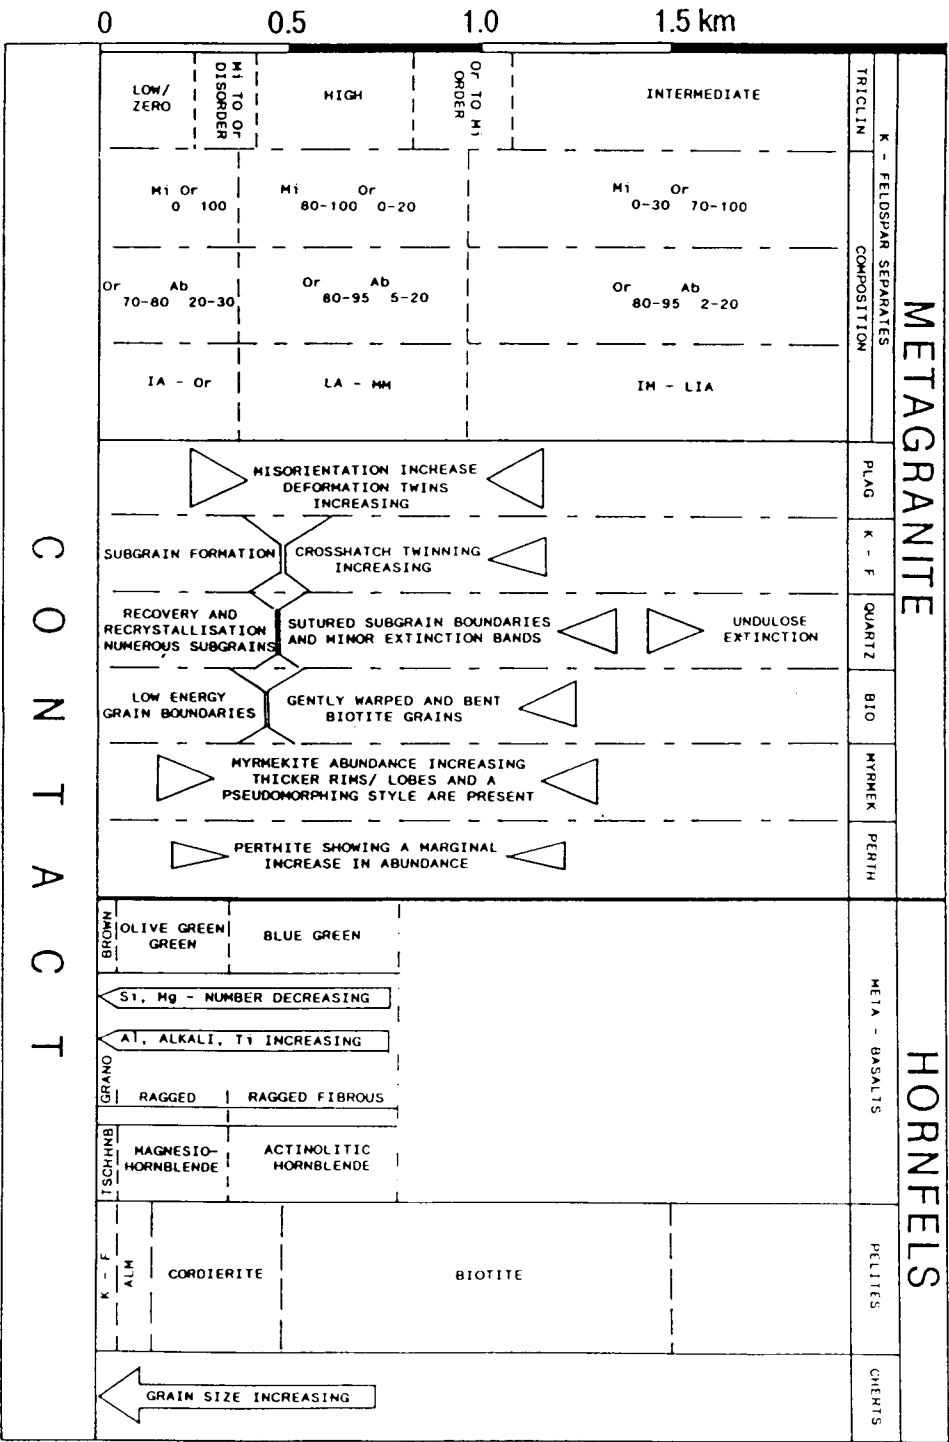 0 0.5 1.0 1.5 km
LOW/
ZERO
Mi TO Or
DISORDER
HIGH
Or TO Mi
ORDER
INTERMEDIATE
TRICLIN
K - FELDSPAR SEPARATES
Mi Or
0 100
Mi Or
80-100 0-20
Mi Or
0-30 70-100
COMPOSITION
Or Ab
70-80 20-30
Or Ab
80-95 5-20
Or Ab
80-95 2-20
IA - Or
LA - MM
IM - LIA
METAGRANITE
MISORIENTATION INCREASE
DEFORMATION TWINS
INCREASING
PLAG
SUBGRAIN FORMATION
CROSSHATCH TWINNING
INCREASING
K - F
RECOVERY AND
RECRYSTALLISATION
NUMEROUS SUBGRAINS
SUTURED SUBGRAIN BOUNDARIES
AND MINOR EXTINCTION BANDS
UNDULOSE
EXTINCTION
QUARTZ
LOW ENERGY
GRAIN BOUNDARIES
GENTLY WARPED AND BENT
BIOTITE GRAINS
BIO
MYRMEKITE ABUNDANCE INCREASING
THICKER RIMS/ LOBES AND A
PSEUDOMORPHING STYLE ARE PRESENT
MYRMEK
PERTHITE SHOWING A MARGINAL
INCREASE IN ABUNDANCE
PERTH
CONTACT
BROWN
OLIVE GREEN
GREEN
BLUE GREEN
Si, Mg - NUMBER DECREASING
Al, ALKALI, Ti INCREASING
GRANO
RAGGED
RAGGED FIBROUS
TSCHHNB
MAGNESIO-
HORNBLENDE
ACTINOLITIC
HORNBLENDE
META - BASALTS
HORNFELS
K - F
ALM
CORDIERITE
BIOTITE
PELITES
GRAIN SIZE INCREASING
CHERTS